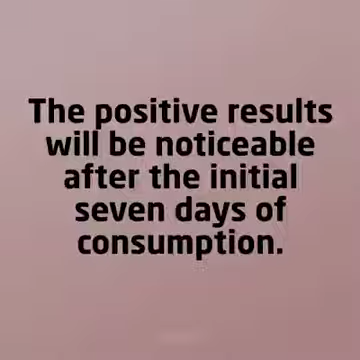 The positive results
will be noticeable
after the initial
seven days of
consumption.